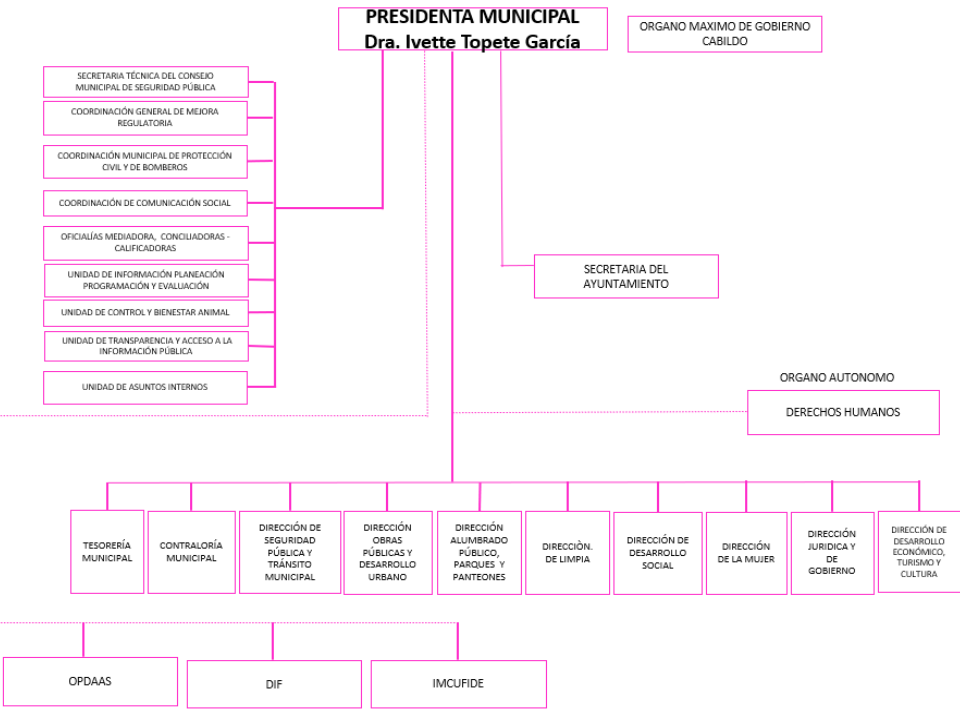 PRESIDENTA MUNICIPAL
Dra. Ivette Topete García
ORGANO MAXIMO DE GOBIERNO
CABILDO
SECRETARIA TÉCNICA DEL CONSEJO
MUNICIPAL DE SEGURIDAD PÚBLICA
COORDINACIÓN GENERAL DE MEJORA
REGULATORIA
COORDINACIÓN MUNICIPAL DE PROTECCIÓN
CIVIL Y DE BOMBEROS
COORDINACIÓN DE COMUNICACIÓN SOCIAL
OFICIALÍAS MEDIADORA, CONCILIADORAS -
CALIFICADORAS
UNIDAD DE INFORMACIÓN PLANEACIÓN
PROGRAMACIÓN Y EVALUACIÓN
UNIDAD DE CONTROL Y BIENESTAR ANIMAL
UNIDAD DE TRANSPARENCIA Y ACCESO A LA
INFORMACIÓN PÚBLICA
UNIDAD DE ASUNTOS INTERNOS
SECRETARIA DEL
AYUNTAMIENTO
ORGANO AUTONOMO
DERECHOS HUMANOS
TESORERÍA
MUNICIPAL
CONTRALORÍA
MUNICIPAL
DIRECCIÓN DE
SEGURIDAD
PÚBLICA Y
TRÁNSITO
MUNICIPAL
DIRECCIÓN
OBRAS
PÚBLICAS Y
DESARROLLO
URBANO
DIRECCIÓN
ALUMBRADO
PÚBLICO,
PARQUES Y
PANTEONES
DIRECCIÒN.
DE LIMPIA
DIRECCIÓN DE
DESARROLLO
SOCIAL
DIRECCIÓN
DE LA MUJER
DIRECCIÓN
JURIDICA Y
DE
GOBIERNO
DIRECCIÓN DE
DESARROLLO
ECONÓMICO,
TURISMO Y
CULTURA
OPDAAS
DIF
IMCUFIDE